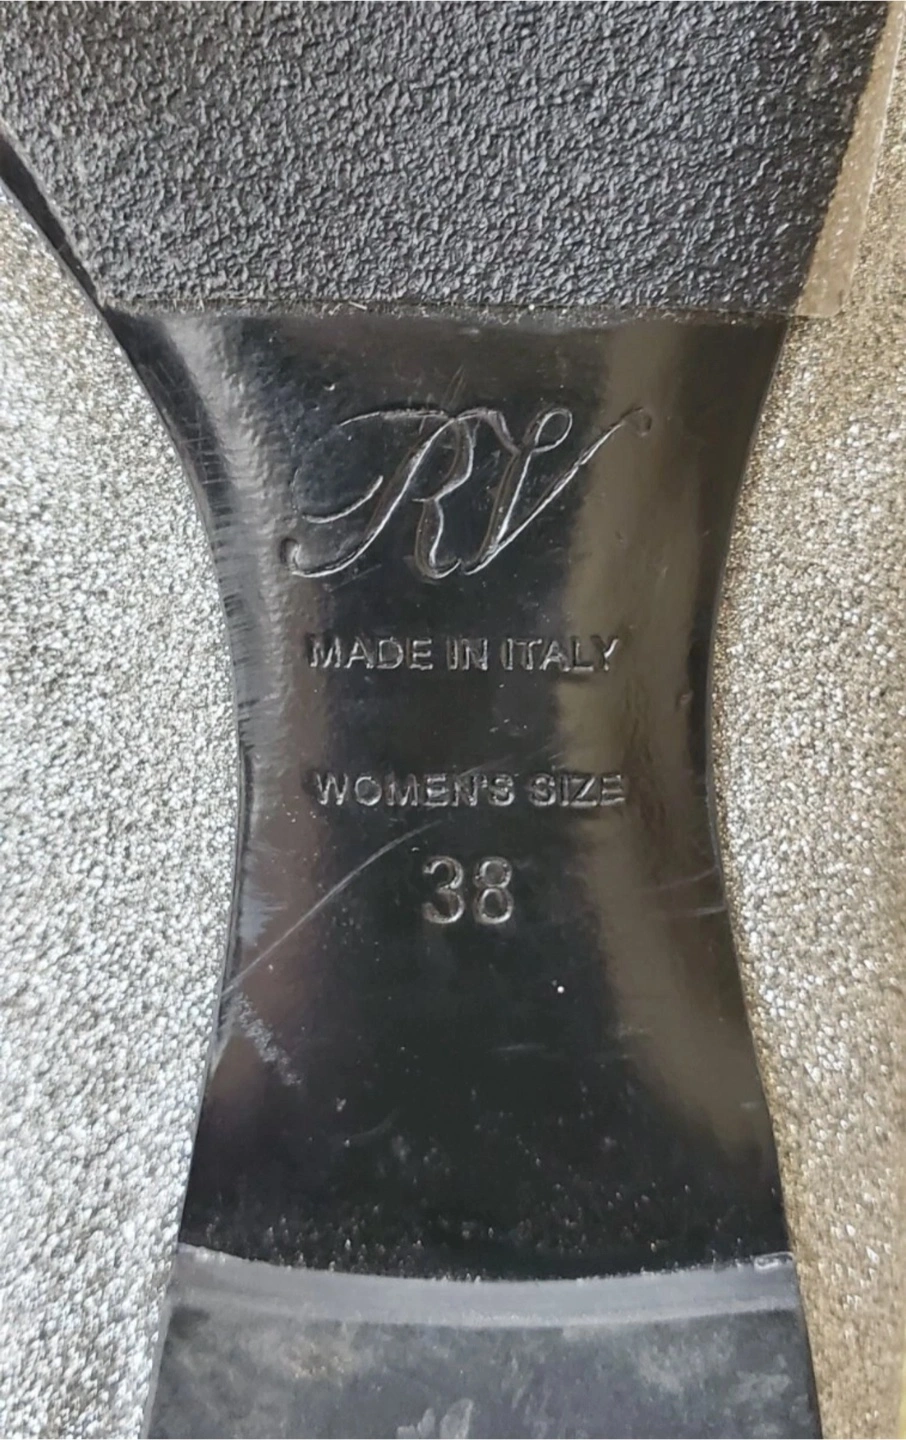 RV
MADE IN ITALY
WOMEN'S SIZE
38